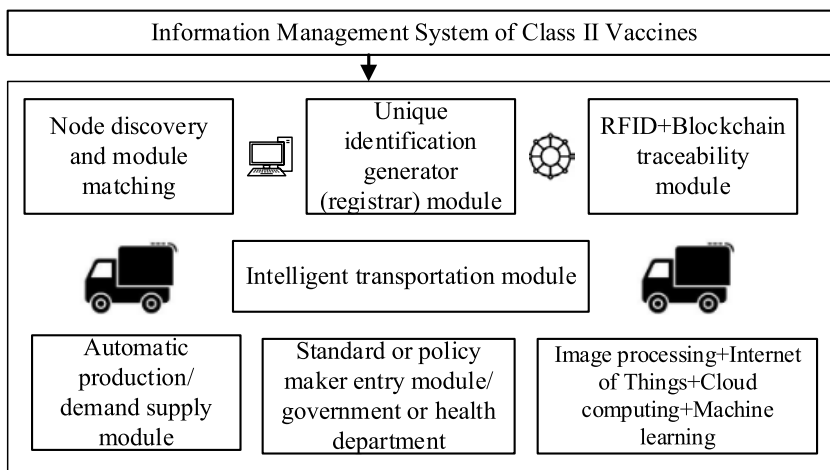 Information Management System of Class II Vaccines
Node discovery
and module
matching
Unique
identification
generator
(registrar) module
RFID+Blockchain
traceability
module
Intelligent transportation module
Automatic
production/
demand supply
module
Standard or policy
maker entry module/
government or health
department
Image processing+Internet
of Things+Cloud
computing+Machine
learning